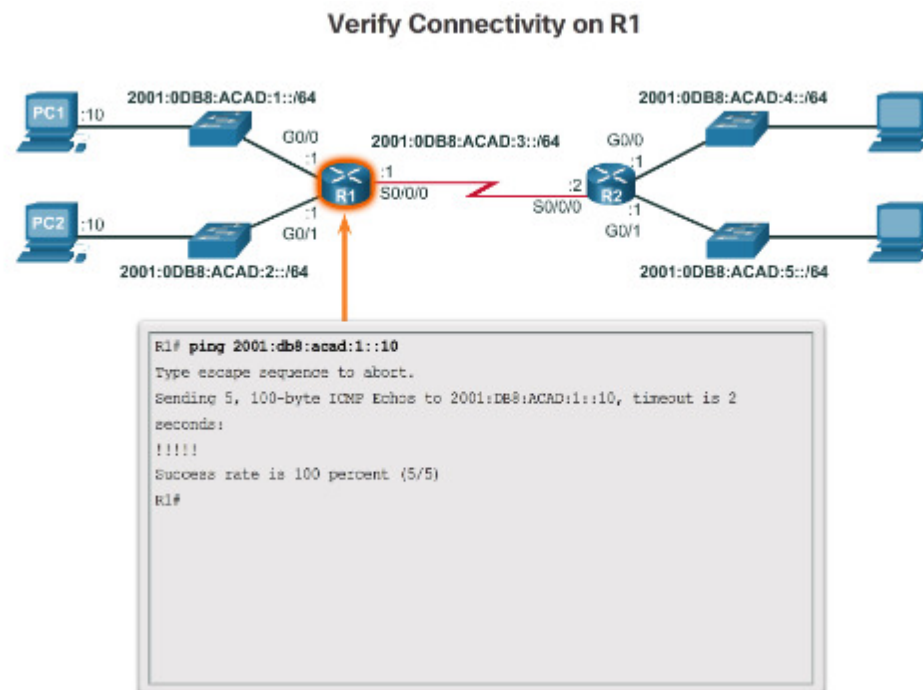 Verify Connectivity on R1
PC1
:10
2001:0DB8:ACAD:1::/64
G0/0
:1
2001:0DB8:ACAD:3::/64
:1
R1
S0/0/0
PC2
:10
:1
G0/1
2001:0DB8:ACAD:2::/64
2001:0DB8:ACAD:4::/64
G0/0
:1
:2
R2
S0/0/0
:1
G0/1
2001:0DB8:ACAD:5::/64
R1# ping 2001:db8:acad:1::10
Type escape sequence to abort.
Sending 5, 100-byte ICMP Echos to 2001:DB8:ACAD:1::10, timeout is 2
seconds:
!!!!!
Success rate is 100 percent (5/5)
R1#